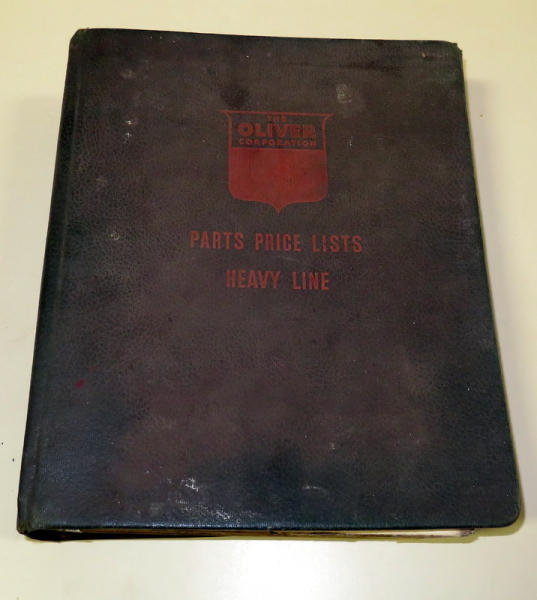 THE
OLIVER
CORPORATION
PARTS PRICE LISTS
HEAVY LINE